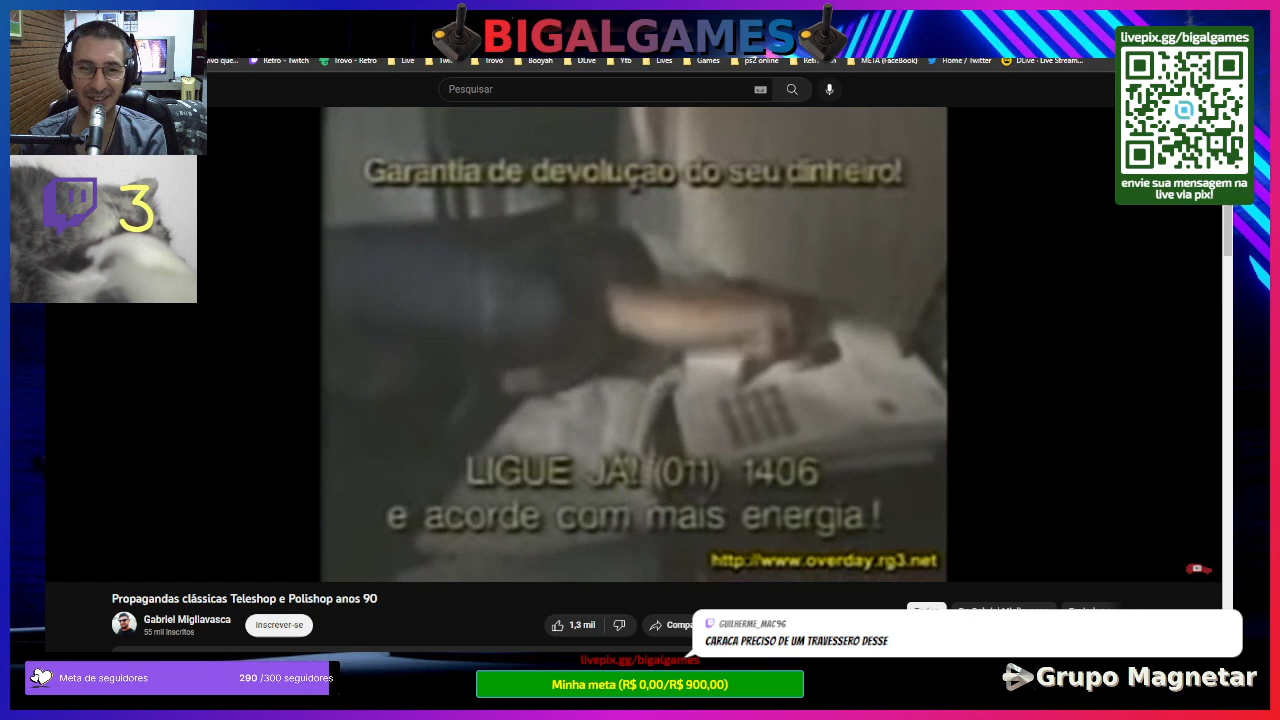 BIGALGAMES
Retro - Twitch
Trovo - Retro
Live
Trovo
Booyah
DLive
Ytb
Lives
Games
ps2 online
META (FaceBook)
Home / Twitter
DLive · Live Stream...
livepix.gg/bigalgames
Pesquisar
Garantia de devolução do seu dinheiro!
envie sua mensagem na
live via pix!
3
LIGUE JÁ! (011) 1406
e acorde com mais energia!
http://www.overday.rg3.net
Propagandas clássicas Teleshop e Polishop anos 90
Gabriel Migliavasca
55 mil inscritos
Inscrever-se
1,3 mil
Compa
GUILHERME_MAC96
CARACA PRECISO DE UM TRAVESSERO DESSE
livepix.gg/bigalgames
Meta de seguidores
290 /300 seguidores
Minha meta (R$ 0,00/R$ 900,00)
Grupo Magnetar